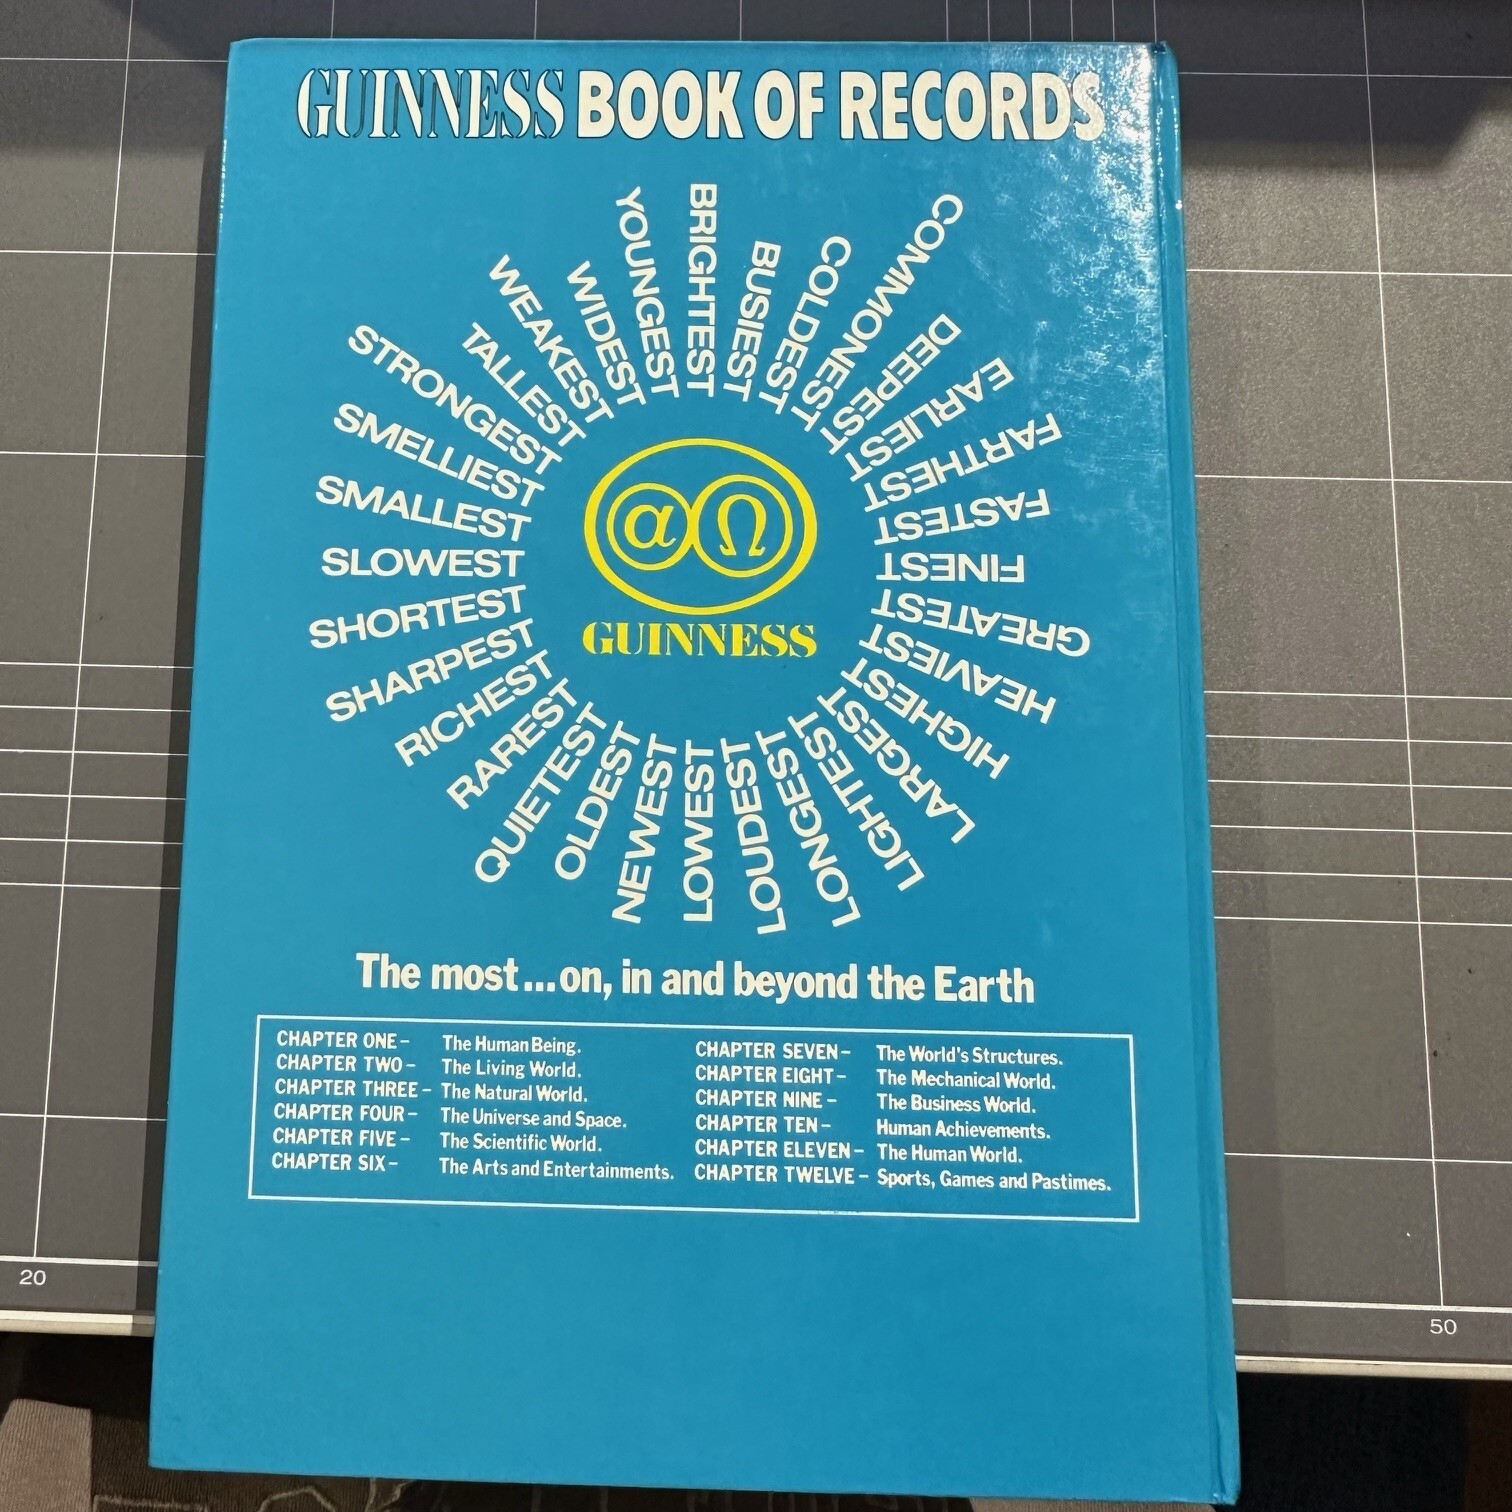 GUINNESS BOOK OF RECORDS
BRIGHTEST
BUSIEST
COLDEST
COMMONEST
DEEPEST
EARLIEST
FARTHEST
FASTEST
FINEST
GREATEST
HEAVIEST
HIGHEST
LARGEST
LIGHTEST
LONGEST
LOUDEST
LOWEST
NEWEST
OLDEST
QUIETEST
RAREST
RICHEST
SHARPEST
SHORTEST
SLOWEST
SMALLEST
SMELLIEST
STRONGEST
TALLEST
WEAKEST
WIDEST
YOUNGEST
α Ω
GUINNESS
The most...on, in and beyond the Earth
CHAPTER ONE – The Human Being.
CHAPTER TWO – The Living World.
CHAPTER THREE – The Natural World.
CHAPTER FOUR – The Universe and Space.
CHAPTER FIVE – The Scientific World.
CHAPTER SIX – The Arts and Entertainments.
CHAPTER SEVEN – The World's Structures.
CHAPTER EIGHT – The Mechanical World.
CHAPTER NINE – The Business World.
CHAPTER TEN – Human Achievements.
CHAPTER ELEVEN – The Human World.
CHAPTER TWELVE – Sports, Games and Pastimes.
20
50